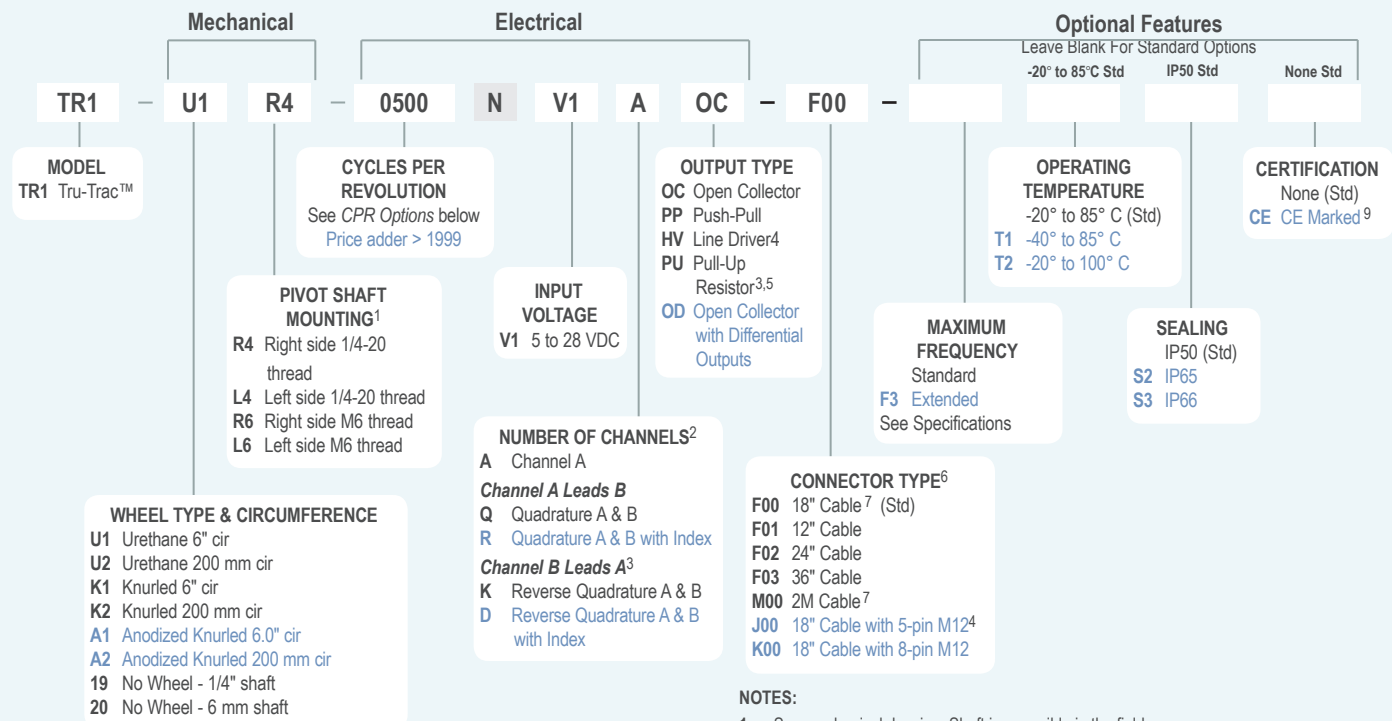 Mechanical
Electrical
Optional Features
Leave Blank For Standard Options
-20° to 85°C Std
IP50 Std
None Std
TR1 – U1 R4 – 0500 N V1 A OC – F00 –
MODEL
TR1 Tru-Trac™
CYCLES PER
REVOLUTION
See CPR Options below
Price adder > 1999
OUTPUT TYPE
OC Open Collector
PP Push-Pull
HV Line Driver4
PU Pull-Up
Resistor3,5
OD Open Collector
with Differential
Outputs
OPERATING
TEMPERATURE
-20° to 85° C (Std)
T1 -40° to 85° C
T2 -20° to 100° C
CERTIFICATION
None (Std)
CE CE Marked 9
PIVOT SHAFT
MOUNTING1
R4 Right side 1/4-20
thread
L4 Left side 1/4-20 thread
R6 Right side M6 thread
L6 Left side M6 thread
INPUT
VOLTAGE
V1 5 to 28 VDC
MAXIMUM
FREQUENCY
Standard
F3 Extended
See Specifications
SEALING
IP50 (Std)
S2 IP65
S3 IP66
NUMBER OF CHANNELS2
A Channel A
Channel A Leads B
Q Quadrature A & B
R Quadrature A & B with Index
Channel B Leads A3
K Reverse Quadrature A & B
D Reverse Quadrature A & B
with Index
CONNECTOR TYPE6
F00 18" Cable 7 (Std)
F01 12" Cable
F02 24" Cable
F03 36" Cable
M00 2M Cable7
J00 18" Cable with 5-pin M124
K00 18" Cable with 8-pin M12
WHEEL TYPE & CIRCUMFERENCE
U1 Urethane 6" cir
U2 Urethane 200 mm cir
K1 Knurled 6" cir
K2 Knurled 200 mm cir
A1 Anodized Knurled 6.0" cir
A2 Anodized Knurled 200 mm cir
19 No Wheel - 1/4" shaft
20 No Wheel - 6 mm shaft
NOTES: